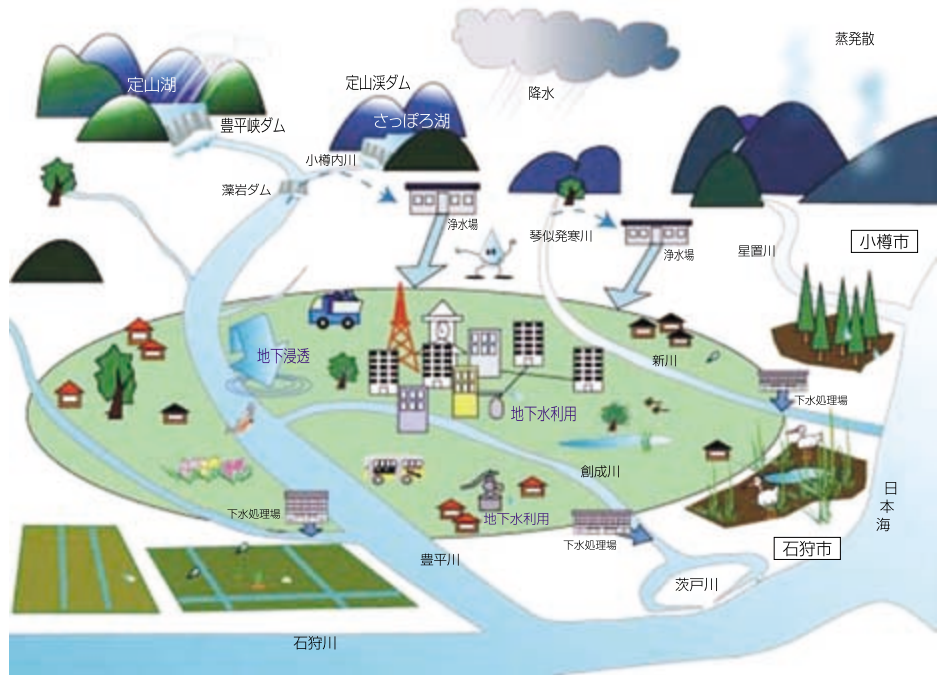 蒸発散
定山湖
定山渓ダム
降水
豊平峡ダム
さっぽろ湖
小樽内川
藻岩ダム
浄水場
琴似発寒川
浄水場
星置川
小樽市
地下浸透
新川
下水処理場
地下水利用
創成川
日本海
下水処理場
地下水利用
下水処理場
石狩市
豊平川
茨戸川
石狩川